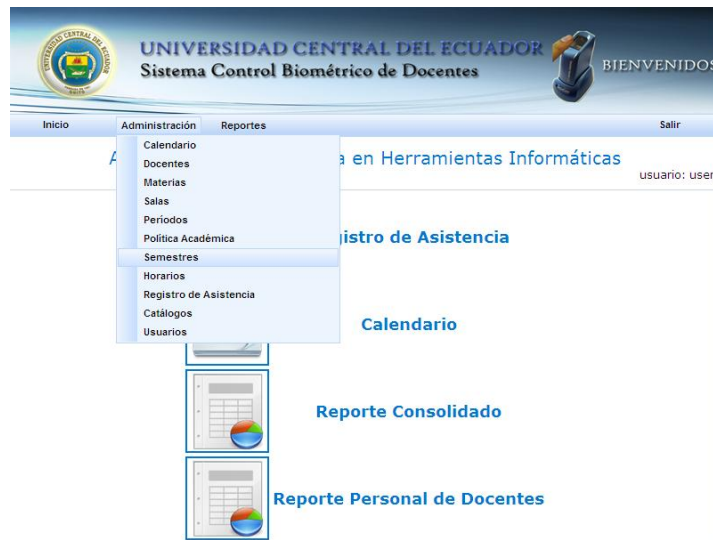 UNIVERSIDAD CENTRAL DEL ECUADOR
Sistema Control Biométrico de Docentes
BIENVENIDOS
Inicio Administración Reportes Salir
A en Herramientas Informáticas
usuario: user
Calendario
Docentes
Materias
Salas
Períodos
Política Académica
Semestres
Horarios
Registro de Asistencia
Catálogos
Usuarios
istro de Asistencia
Calendario
Reporte Consolidado
Reporte Personal de Docentes